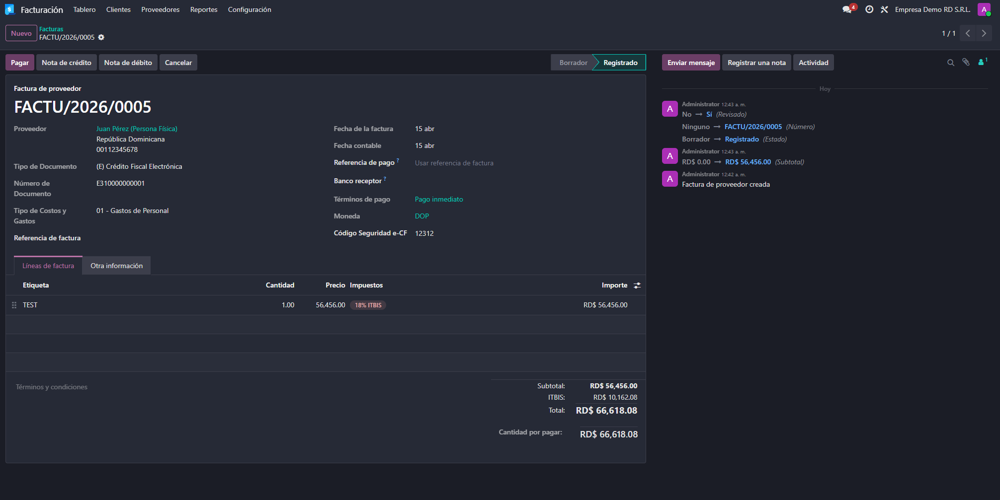 Facturación Tablero Clientes Proveedores Reportes Configuración 4 Empresa Demo RD S.R.L. A
Nuevo Facturas
FACTU/2026/0005
1 / 1
Pagar Nota de crédito Nota de débito Cancelar Borrador Registrado
Enviar mensaje Registrar una nota Actividad 1
Factura de proveedor
FACTU/2026/0005
Proveedor Juan Pérez (Persona Física)
República Dominicana
00112345678
Tipo de Documento (E) Crédito Fiscal Electrónica
Número de Documento E310000000001
Tipo de Costos y Gastos 01 - Gastos de Personal
Referencia de factura
Fecha de la factura 15 abr
Fecha contable 15 abr
Referencia de pago ? Usar referencia de factura
Banco receptor ?
Términos de pago Pago inmediato
Moneda DOP
Código Seguridad e-CF 12312
Líneas de factura Otra información
Etiqueta Cantidad Precio Impuestos Importe
TEST 1.00 56,456.00 18% ITBIS RD$ 56,456.00
Términos y condiciones
Subtotal: RD$ 56,456.00
ITBIS: RD$ 10,162.08
Total: RD$ 66,618.08
Cantidad por pagar: RD$ 66,618.08
Hoy
A Administrator 12:43 a. m.
No → Sí (Revisado)
Ninguno → FACTU/2026/0005 (Número)
Borrador → Registrado (Estado)
A Administrator 12:43 a. m.
RD$ 0.00 → RD$ 56,456.00 (Subtotal)
A Administrator 12:42 a. m.
Factura de proveedor creada